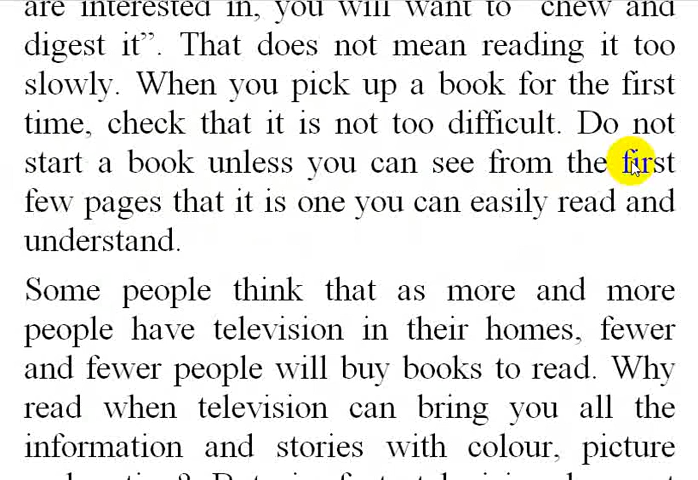 are interested in, you will want to "chew and
digest it”. That does not mean reading it too
slowly. When you pick up a book for the first
time, check that it is not too difficult. Do not
start a book unless you can see from the first
few pages that it is one you can easily read and
understand.
Some people think that as more and more
people have television in their homes, fewer
and fewer people will buy books to read. Why
read when television can bring you all the
information and stories with colour, picture